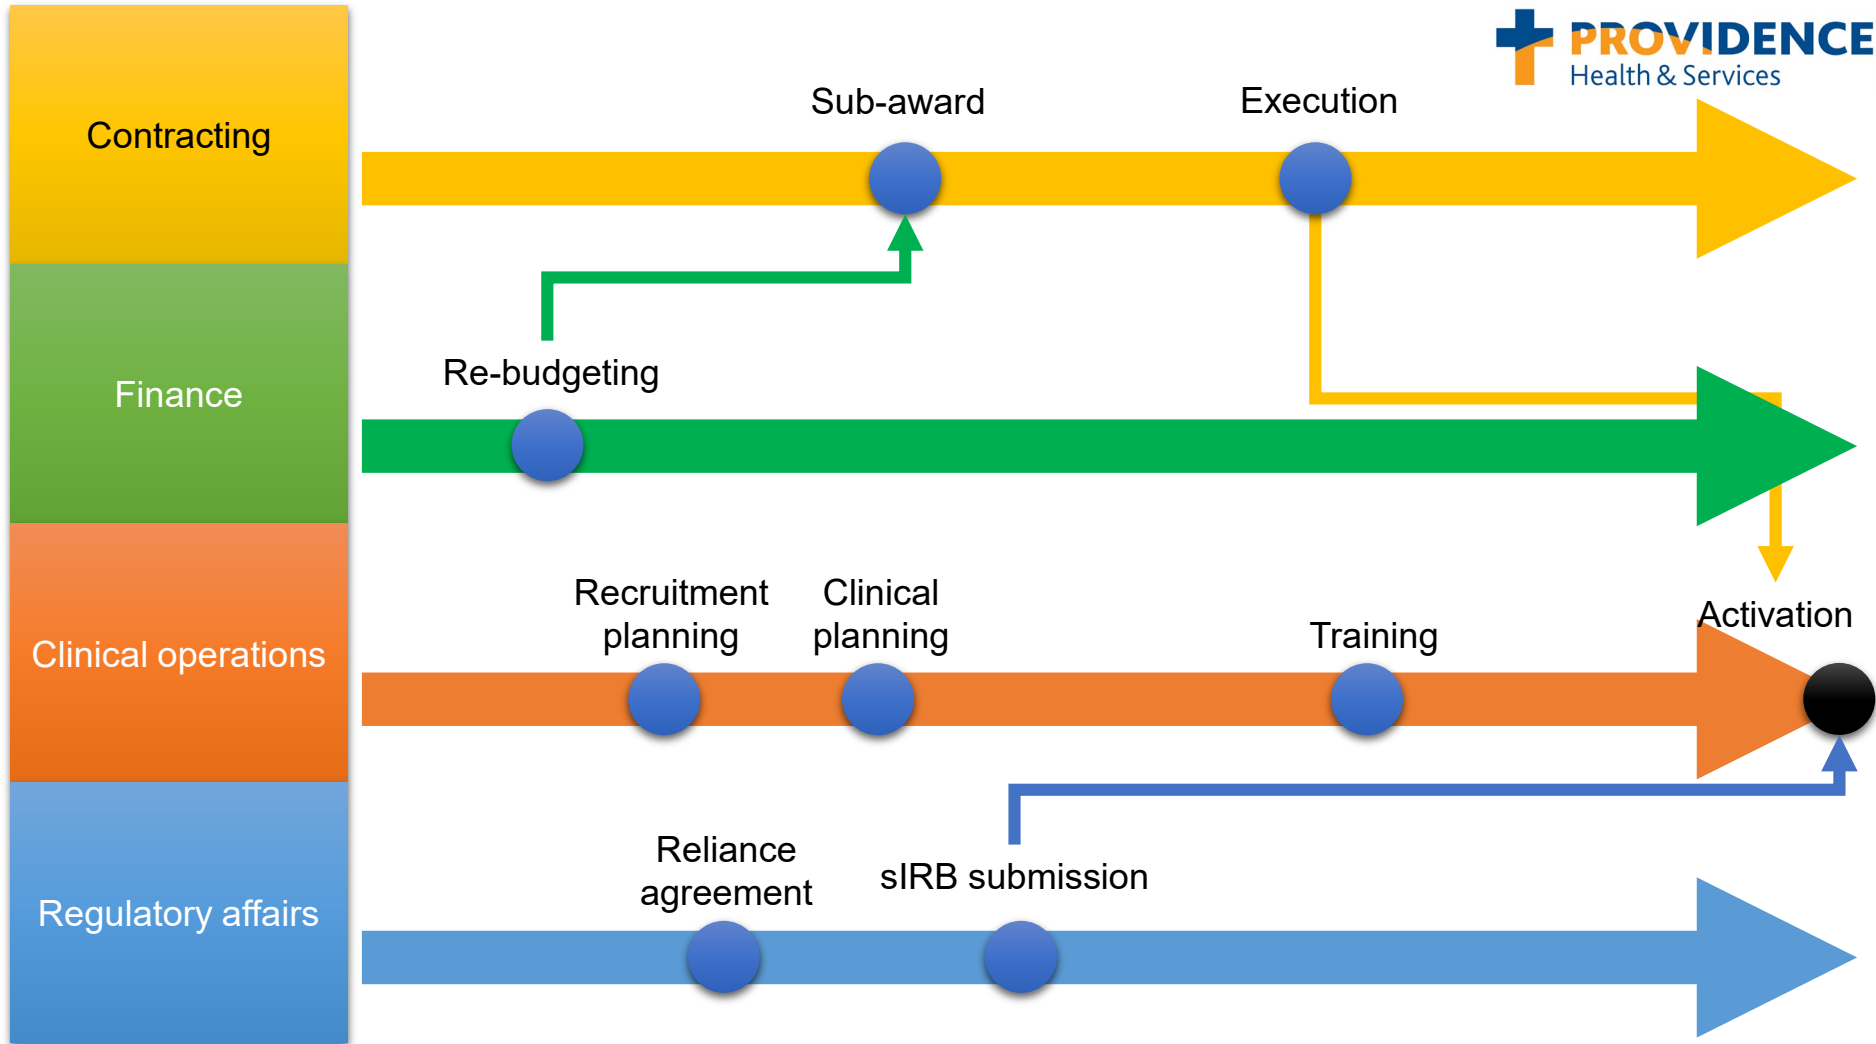 PROVIDENCE
Health & Services
Contracting
Sub-award
Execution
Finance
Re-budgeting
Clinical operations
Recruitment
planning
Clinical
planning
Training
Activation
Regulatory affairs
Reliance
agreement
sIRB submission